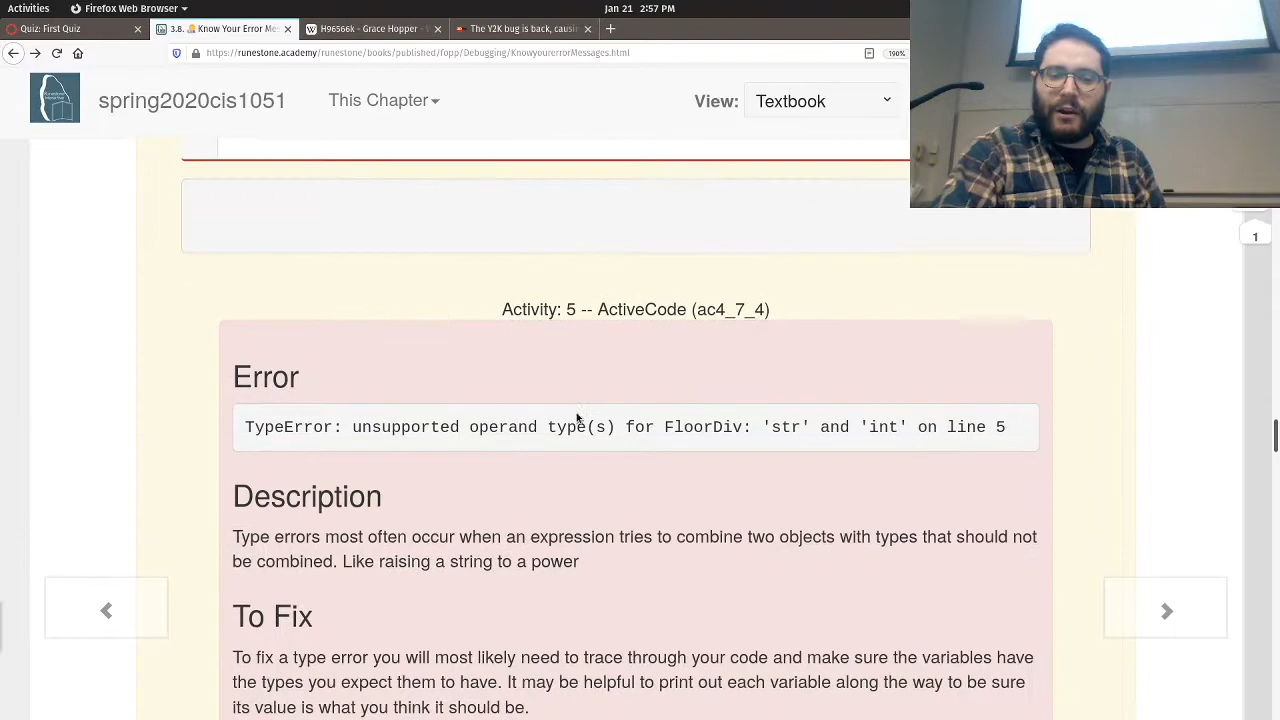 Activities
Firefox Web Browser
Jan 21 2:57 PM
Quiz: First Quiz
3.8. Know Your Error Me
H96566k - Grace Hopper -
The Y2K bug is back, causin
https://runestone.academy/runestone/books/published/fopp/Debugging/KnowyourerrorMessages.html
190%
spring2020cis1051
This Chapter
View:
Textbook
1
Activity: 5 -- ActiveCode (ac4_7_4)
Error
TypeError: unsupported operand type(s) for FloorDiv: 'str' and 'int' on line 5
Description
Type errors most often occur when an expression tries to combine two objects with types that should not
be combined. Like raising a string to a power
To Fix
To fix a type error you will most likely need to trace through your code and make sure the variables have
the types you expect them to have. It may be helpful to print out each variable along the way to be sure
its value is what you think it should be.